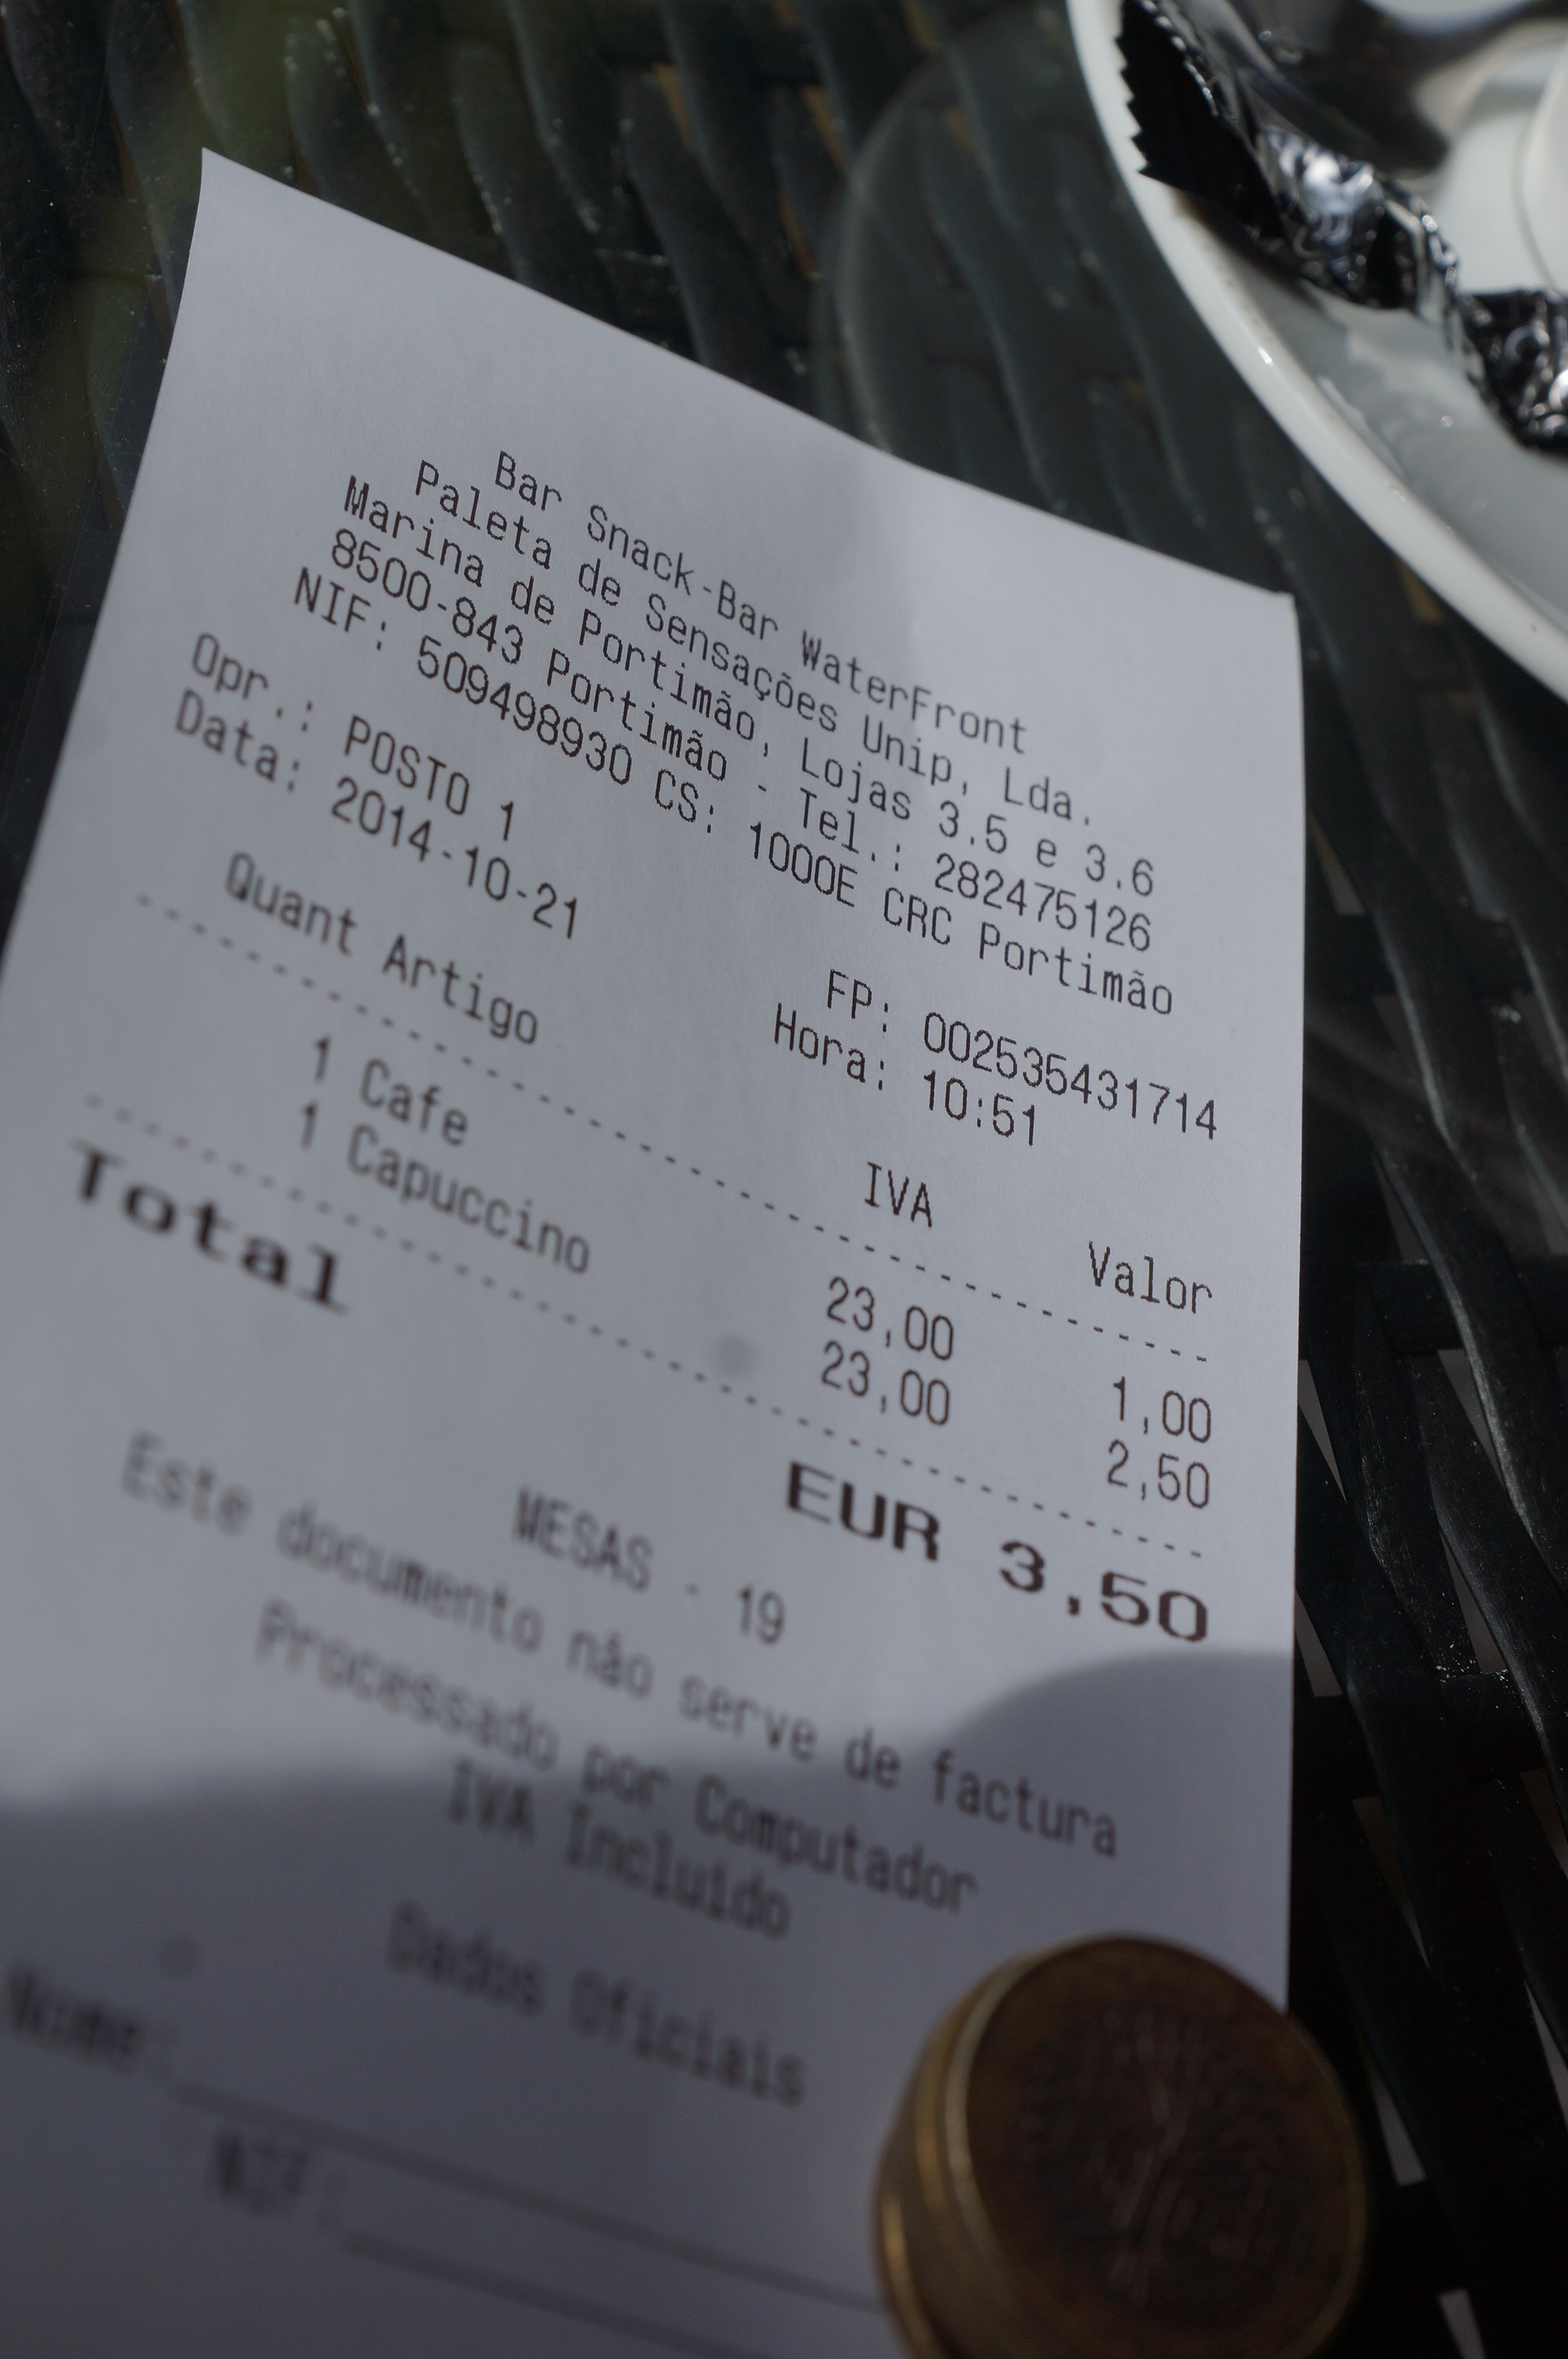 Bar Snack-Bar WaterFront
Paleta de Sensações Unip, Lda.
Marina de Portimão, Lojas 3.5 e 3.6
8500-843 Portimão - Tel.: 282475126
NIF: 509498930 CS: 1000E CRC Portimão
Opr.: POSTO 1 FP: 002535431714
Data: 2014-10-21 Hora: 10:51
Quant Artigo IVA Valor
1 Cafe 23,00 1,00
1 Capuccino 23,00 2,50
Total EUR 3,50
MESAS - 19
Este documento não serve de factura
Processado por Computador
IVA Incluido
Dados Oficiais
Nome:
NIF: